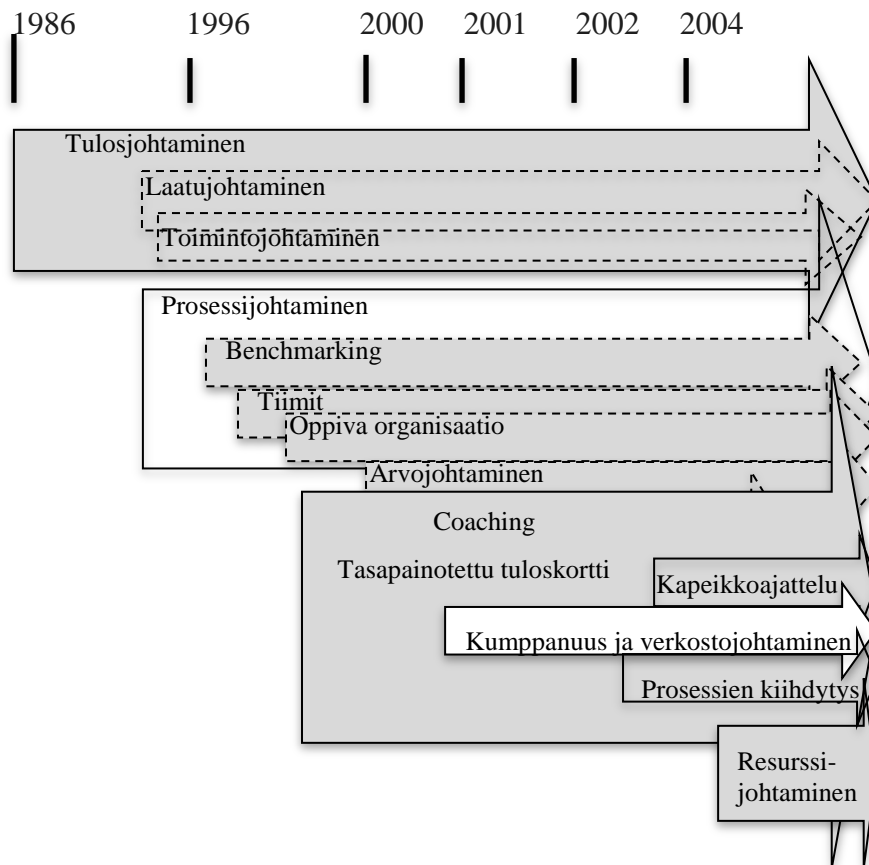 1986 1996 2000 2001 2002 2004
Tulosjohtaminen
Laatujohtaminen
Toimintojohtaminen
Prosessijohtaminen
Benchmarking
Tiimit
Oppiva organisaatio
Arvojohtaminen
Coaching
Tasapainotettu tuloskortti
Kapeikkoajattelu
Kumppanuus ja verkostojohtaminen
Prosessien kiihdytys
Resurssi-
johtaminen